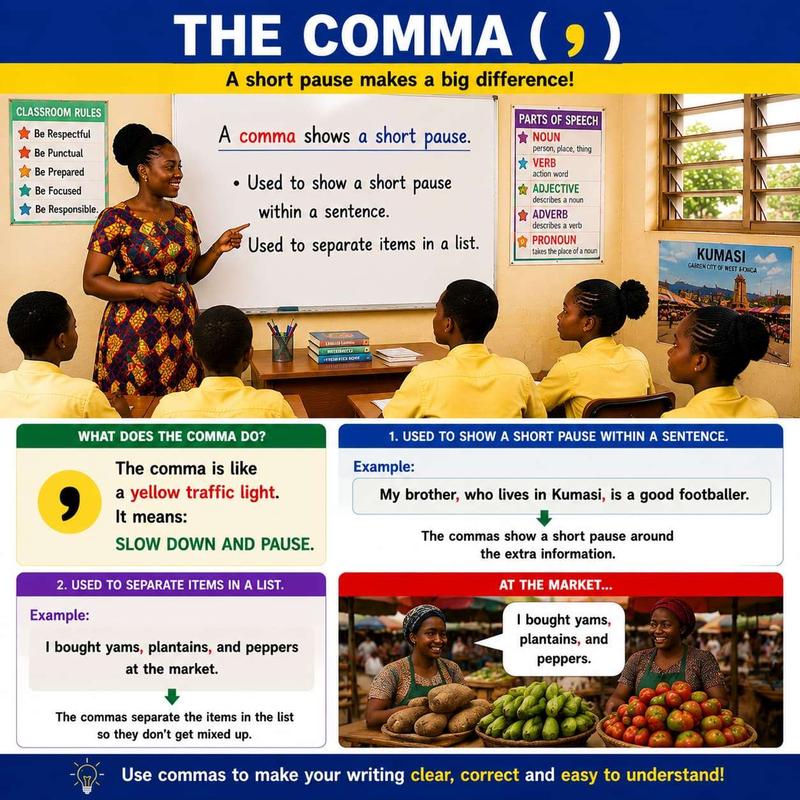 THE COMMA ( , )
A short pause makes a big difference!
CLASSROOM RULES
Be Respectful
Be Punctual
Be Prepared
Be Focused
Be Responsible.
A comma shows a short pause.
• Used to show a short pause
within a sentence.
Used to separate items in a list.
PARTS OF SPEECH
NOUN
person, place, thing
VERB
action word
ADJECTIVE
describes a noun
ADVERB
describes a verb
PRONOUN
takes the place of a noun
KUMASI
GARDEN CITY OF WEST AFRICA
WHAT DOES THE COMMA DO?
,
The comma is like
a yellow traffic light.
It means:
SLOW DOWN AND PAUSE.
1. USED TO SHOW A SHORT PAUSE WITHIN A SENTENCE.
Example:
My brother, who lives in Kumasi, is a good footballer.
The commas show a short pause around
the extra information.
2. USED TO SEPARATE ITEMS IN A LIST.
Example:
I bought yams, plantains, and peppers
at the market.
The commas separate the items in the list
so they don't get mixed up.
AT THE MARKET...
I bought yams,
plantains, and
peppers.
Use commas to make your writing clear, correct and easy to understand!